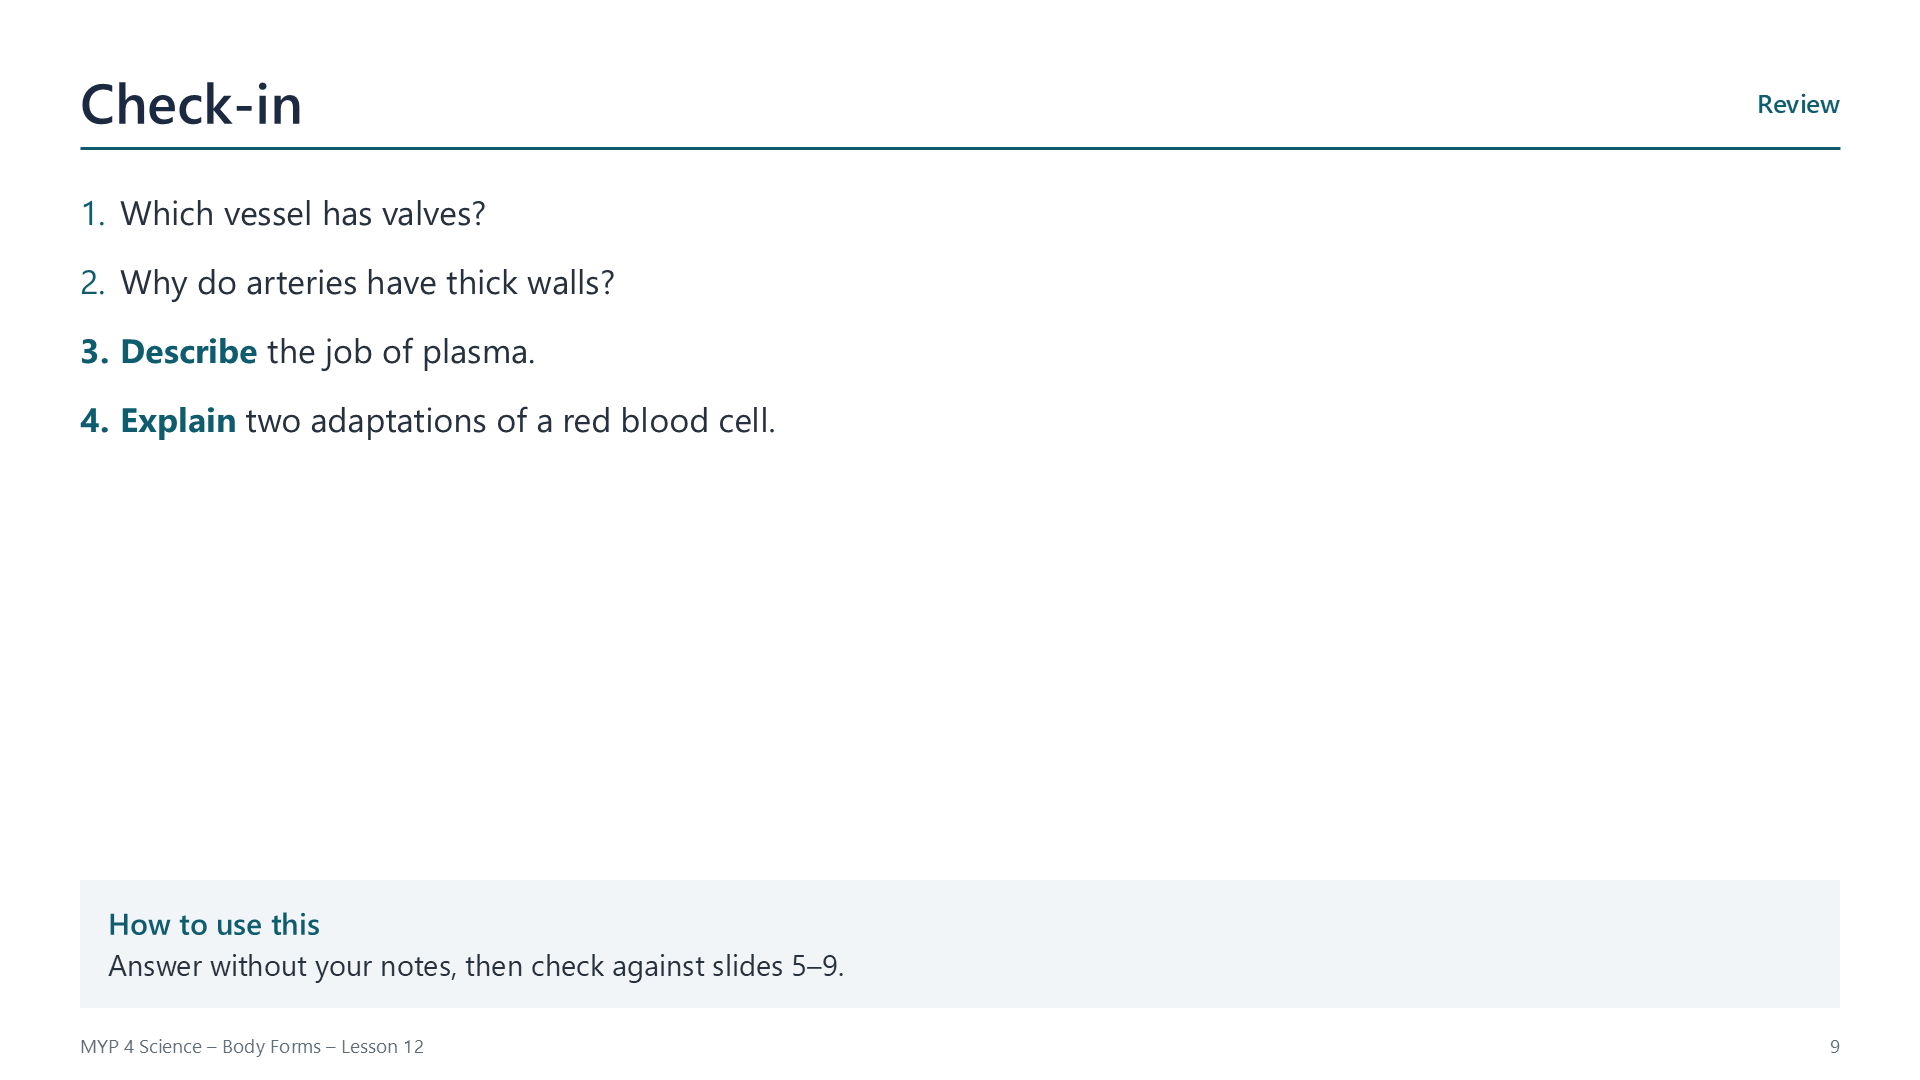 Check-in
Review
1. Which vessel has valves?
2. Why do arteries have thick walls?
3. Describe the job of plasma.
4. Explain two adaptations of a red blood cell.
How to use this
Answer without your notes, then check against slides 5–9.
MYP 4 Science – Body Forms – Lesson 12
9